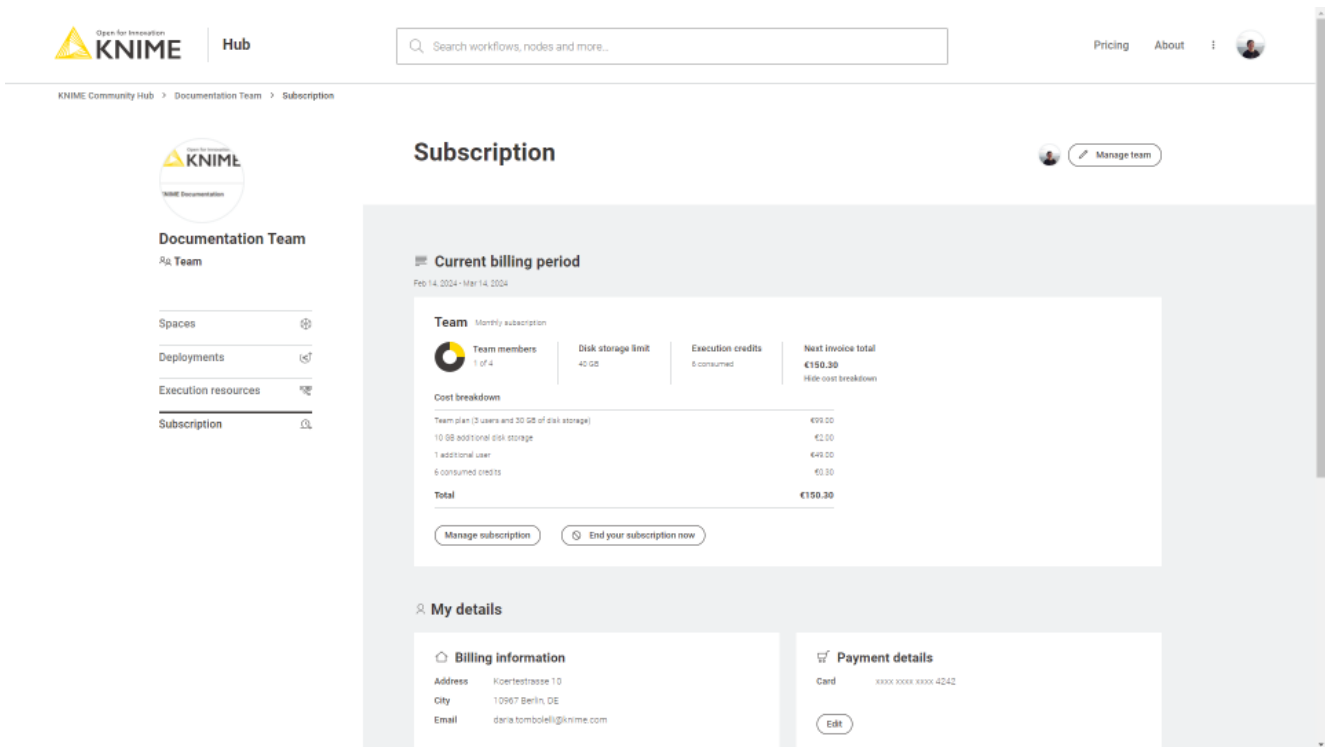 Open for Innovation
KNIME
Hub
Search workflows, nodes and more...
Pricing
About
KNIME Community Hub > Documentation Team > Subscription
Open for Innovation
KNIME
KNIME Documentation
Documentation Team
Team
Spaces
Deployments
Execution resources
Subscription
Subscription
Manage team
Current billing period
Feb 14, 2024 - Mar 14, 2024
Team Monthly subscription
Team members
1 of 4
Disk storage limit
40 GB
Execution credits
6 consumed
Next invoice total
€150.30
Hide cost breakdown
Cost breakdown
Team plan (3 users and 30 GB of disk storage) €99.00
10 GB additional disk storage €2.00
1 additional user €49.00
6 consumed credits €0.30
Total €150.30
Manage subscription
End your subscription now
My details
Billing information
Address Koertestrasse 10
City 10967 Berlin, DE
Email daria.tombolelli@knime.com
Payment details
Card xxxx xxxx xxxx 4242
Edit